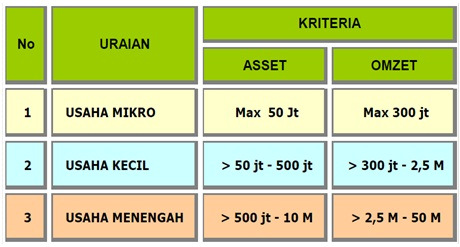 No URAIAN KRITERIA
ASSET OMZET
1 USAHA MIKRO Max 50 Jt Max 300 jt
2 USAHA KECIL > 50 jt - 500 jt > 300 jt - 2,5 M
3 USAHA MENENGAH > 500 jt - 10 M > 2,5 M - 50 M